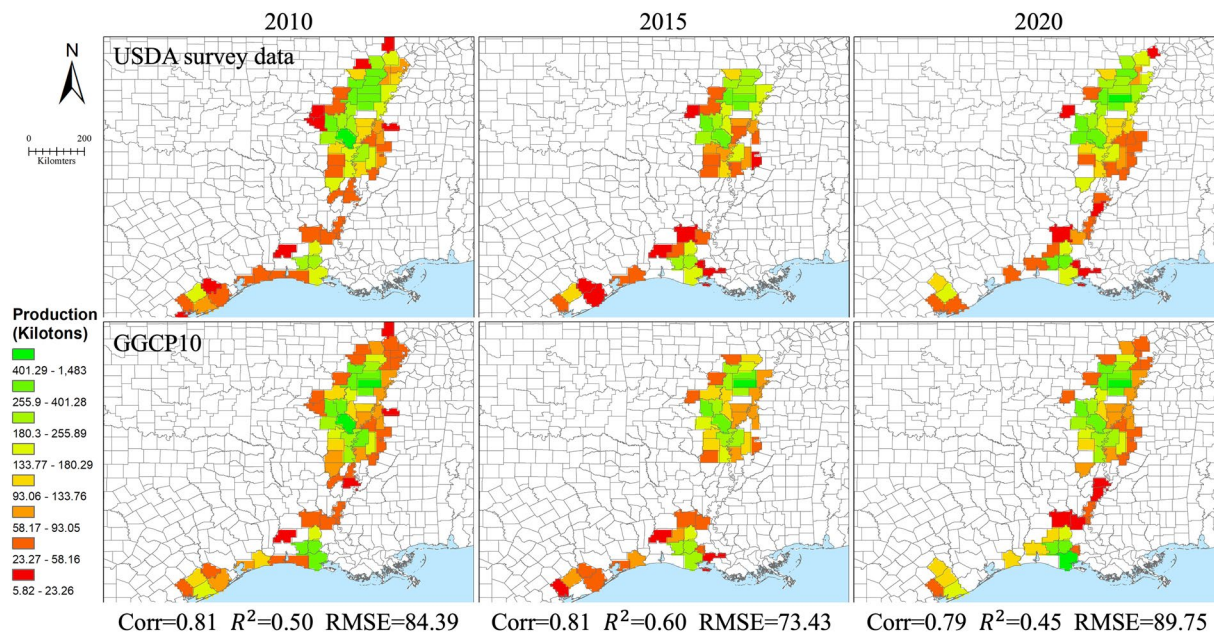 2010 2015 2020
N
USDA survey data
0 200
Kilomters
GGCP10
Production
(Kilotons)
401.29 - 1,483
255.9 - 401.28
180.3 - 255.89
133.77 - 180.29
93.06 - 133.76
58.17 - 93.05
23.27 - 58.16
5.82 - 23.26
Corr=0.81 R²=0.50 RMSE=84.39 Corr=0.81 R²=0.60 RMSE=73.43 Corr=0.79 R²=0.45 RMSE=89.75